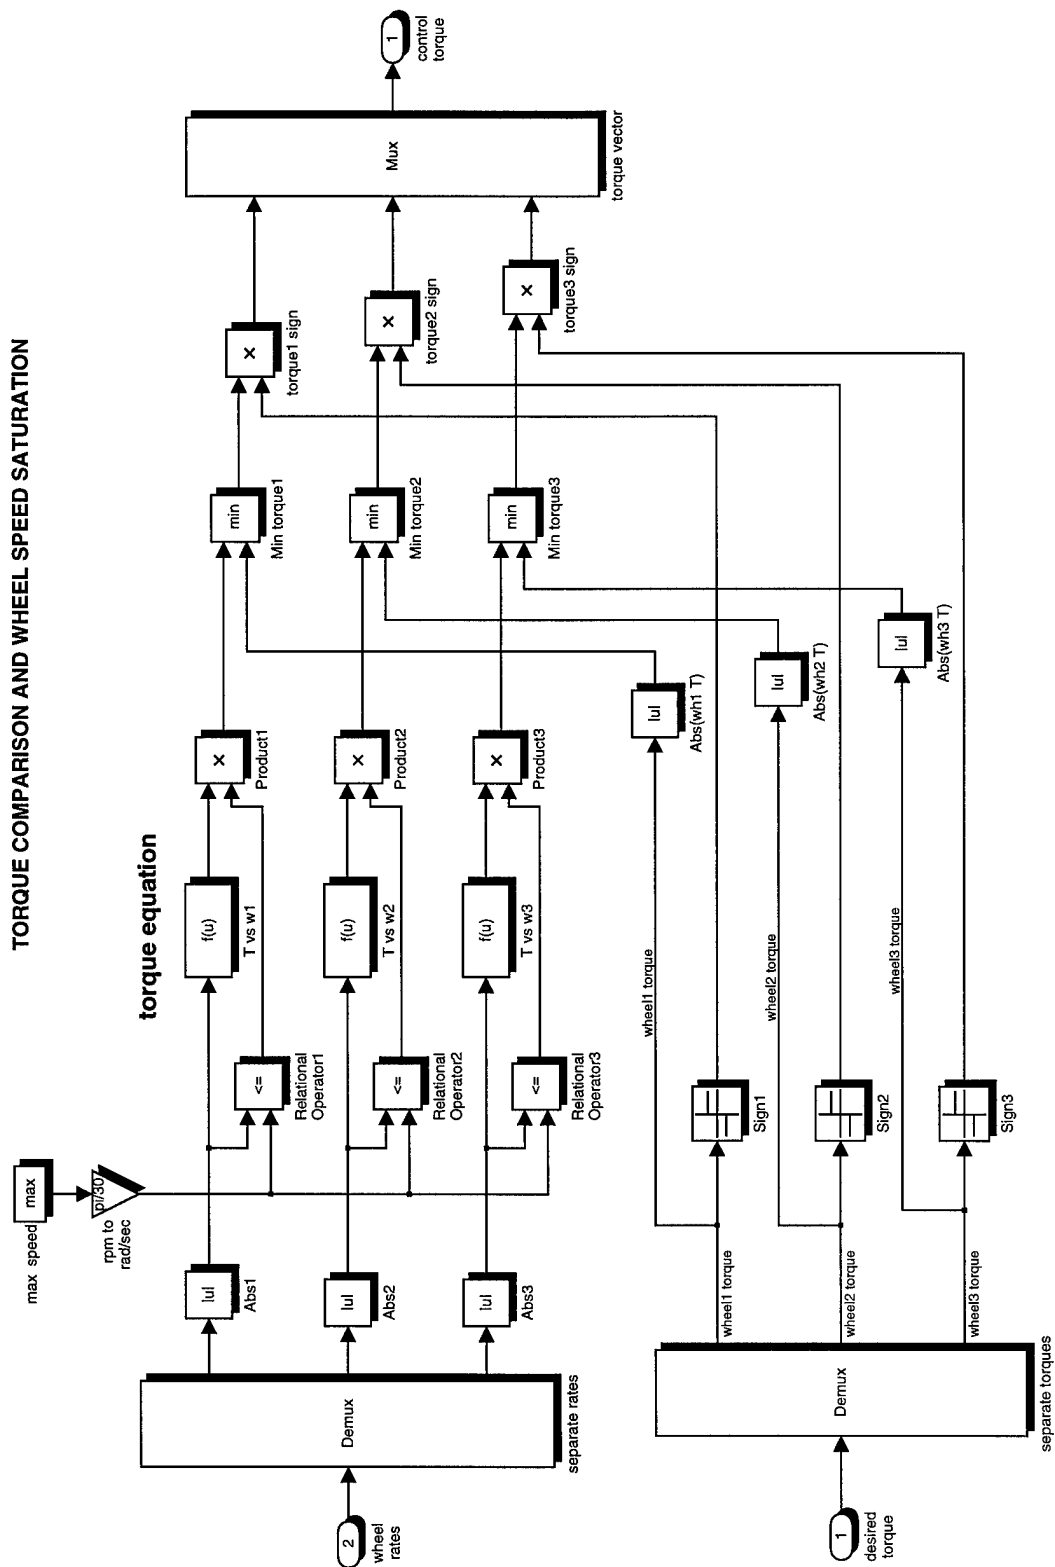 TORQUE COMPARISON AND WHEEL SPEED SATURATION
max speed
max
pi/30
rpm to
rad/sec
torque equation
2
wheel
rates
Demux
separate rates
|u|
Abs1
|u|
Abs2
|u|
Abs3
<=
Relational
Operator1
<=
Relational
Operator2
<=
Relational
Operator3
f(u)
T vs w1
f(u)
T vs w2
f(u)
T vs w3
×
Product1
×
Product2
×
Product3
min
Min torque1
min
Min torque2
min
Min torque3
×
torque1 sign
×
torque2 sign
×
torque3 sign
Mux
torque vector
1
control
torque
1
desired
torque
Demux
separate torques
wheel1 torque
wheel2 torque
wheel3 torque
Sign1
Sign2
Sign3
wheel1 torque
wheel2 torque
wheel3 torque
|u|
Abs(wh1 T)
|u|
Abs(wh2 T)
|u|
Abs(wh3 T)